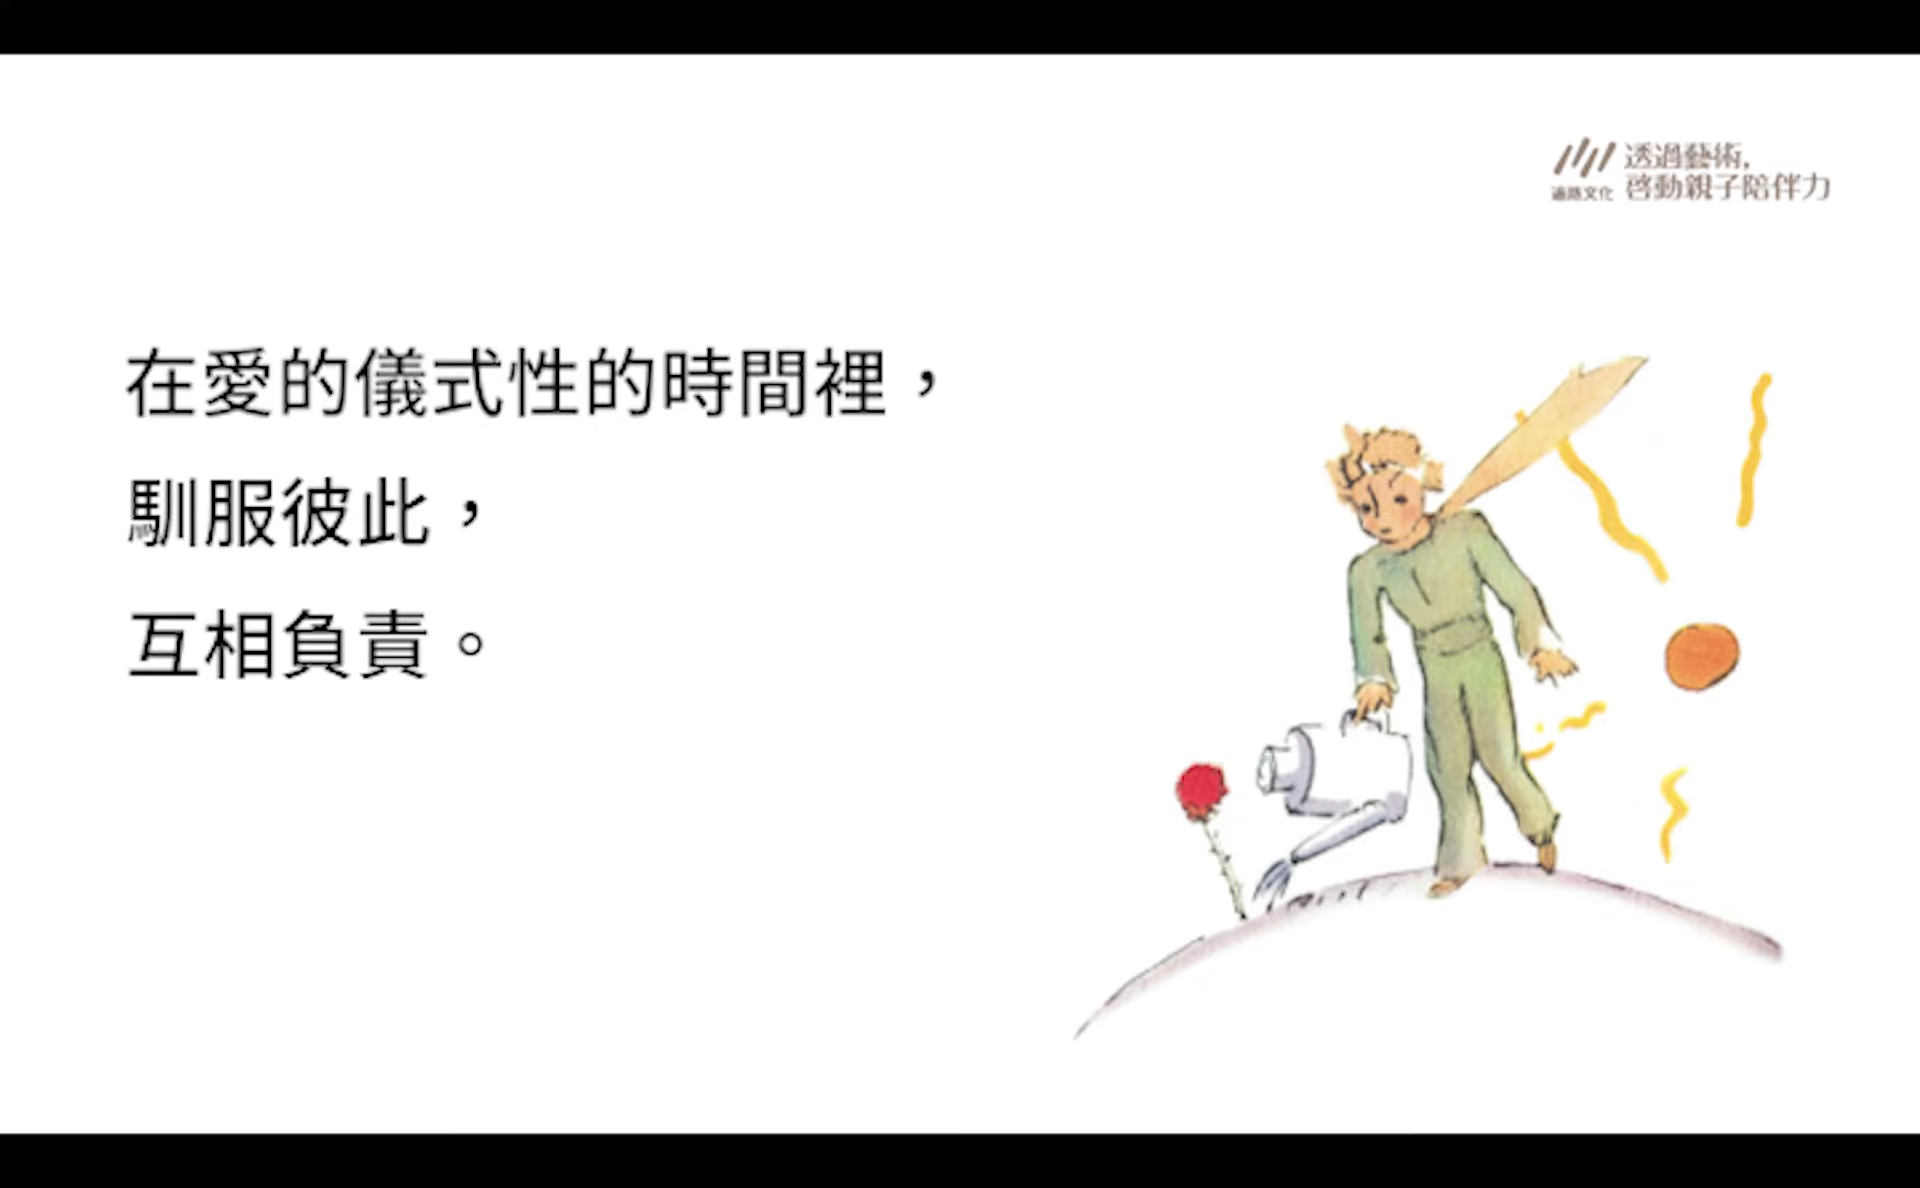 透過藝術,
啓動親子陪伴力
在愛的儀式性的時間裡，
馴服彼此，
互相負責。